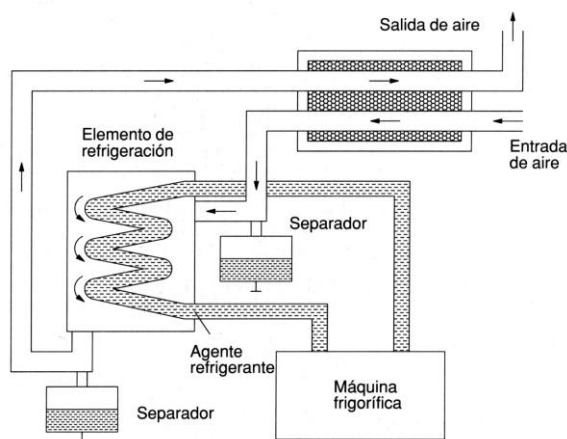 Salida de aire
Elemento de
refrigeración
Entrada
de aire
Separador
Agente
refrigerante
Máquina
frigorífica
Separador